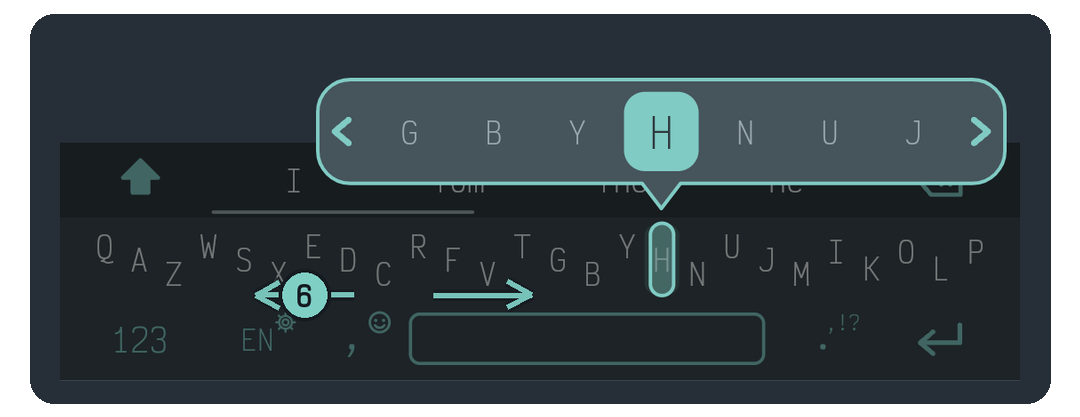 G B Y H N U J
I
Q A Z W S X E D C R F V T G B Y H N U J M I K O L P
6
123 EN , . ,!?